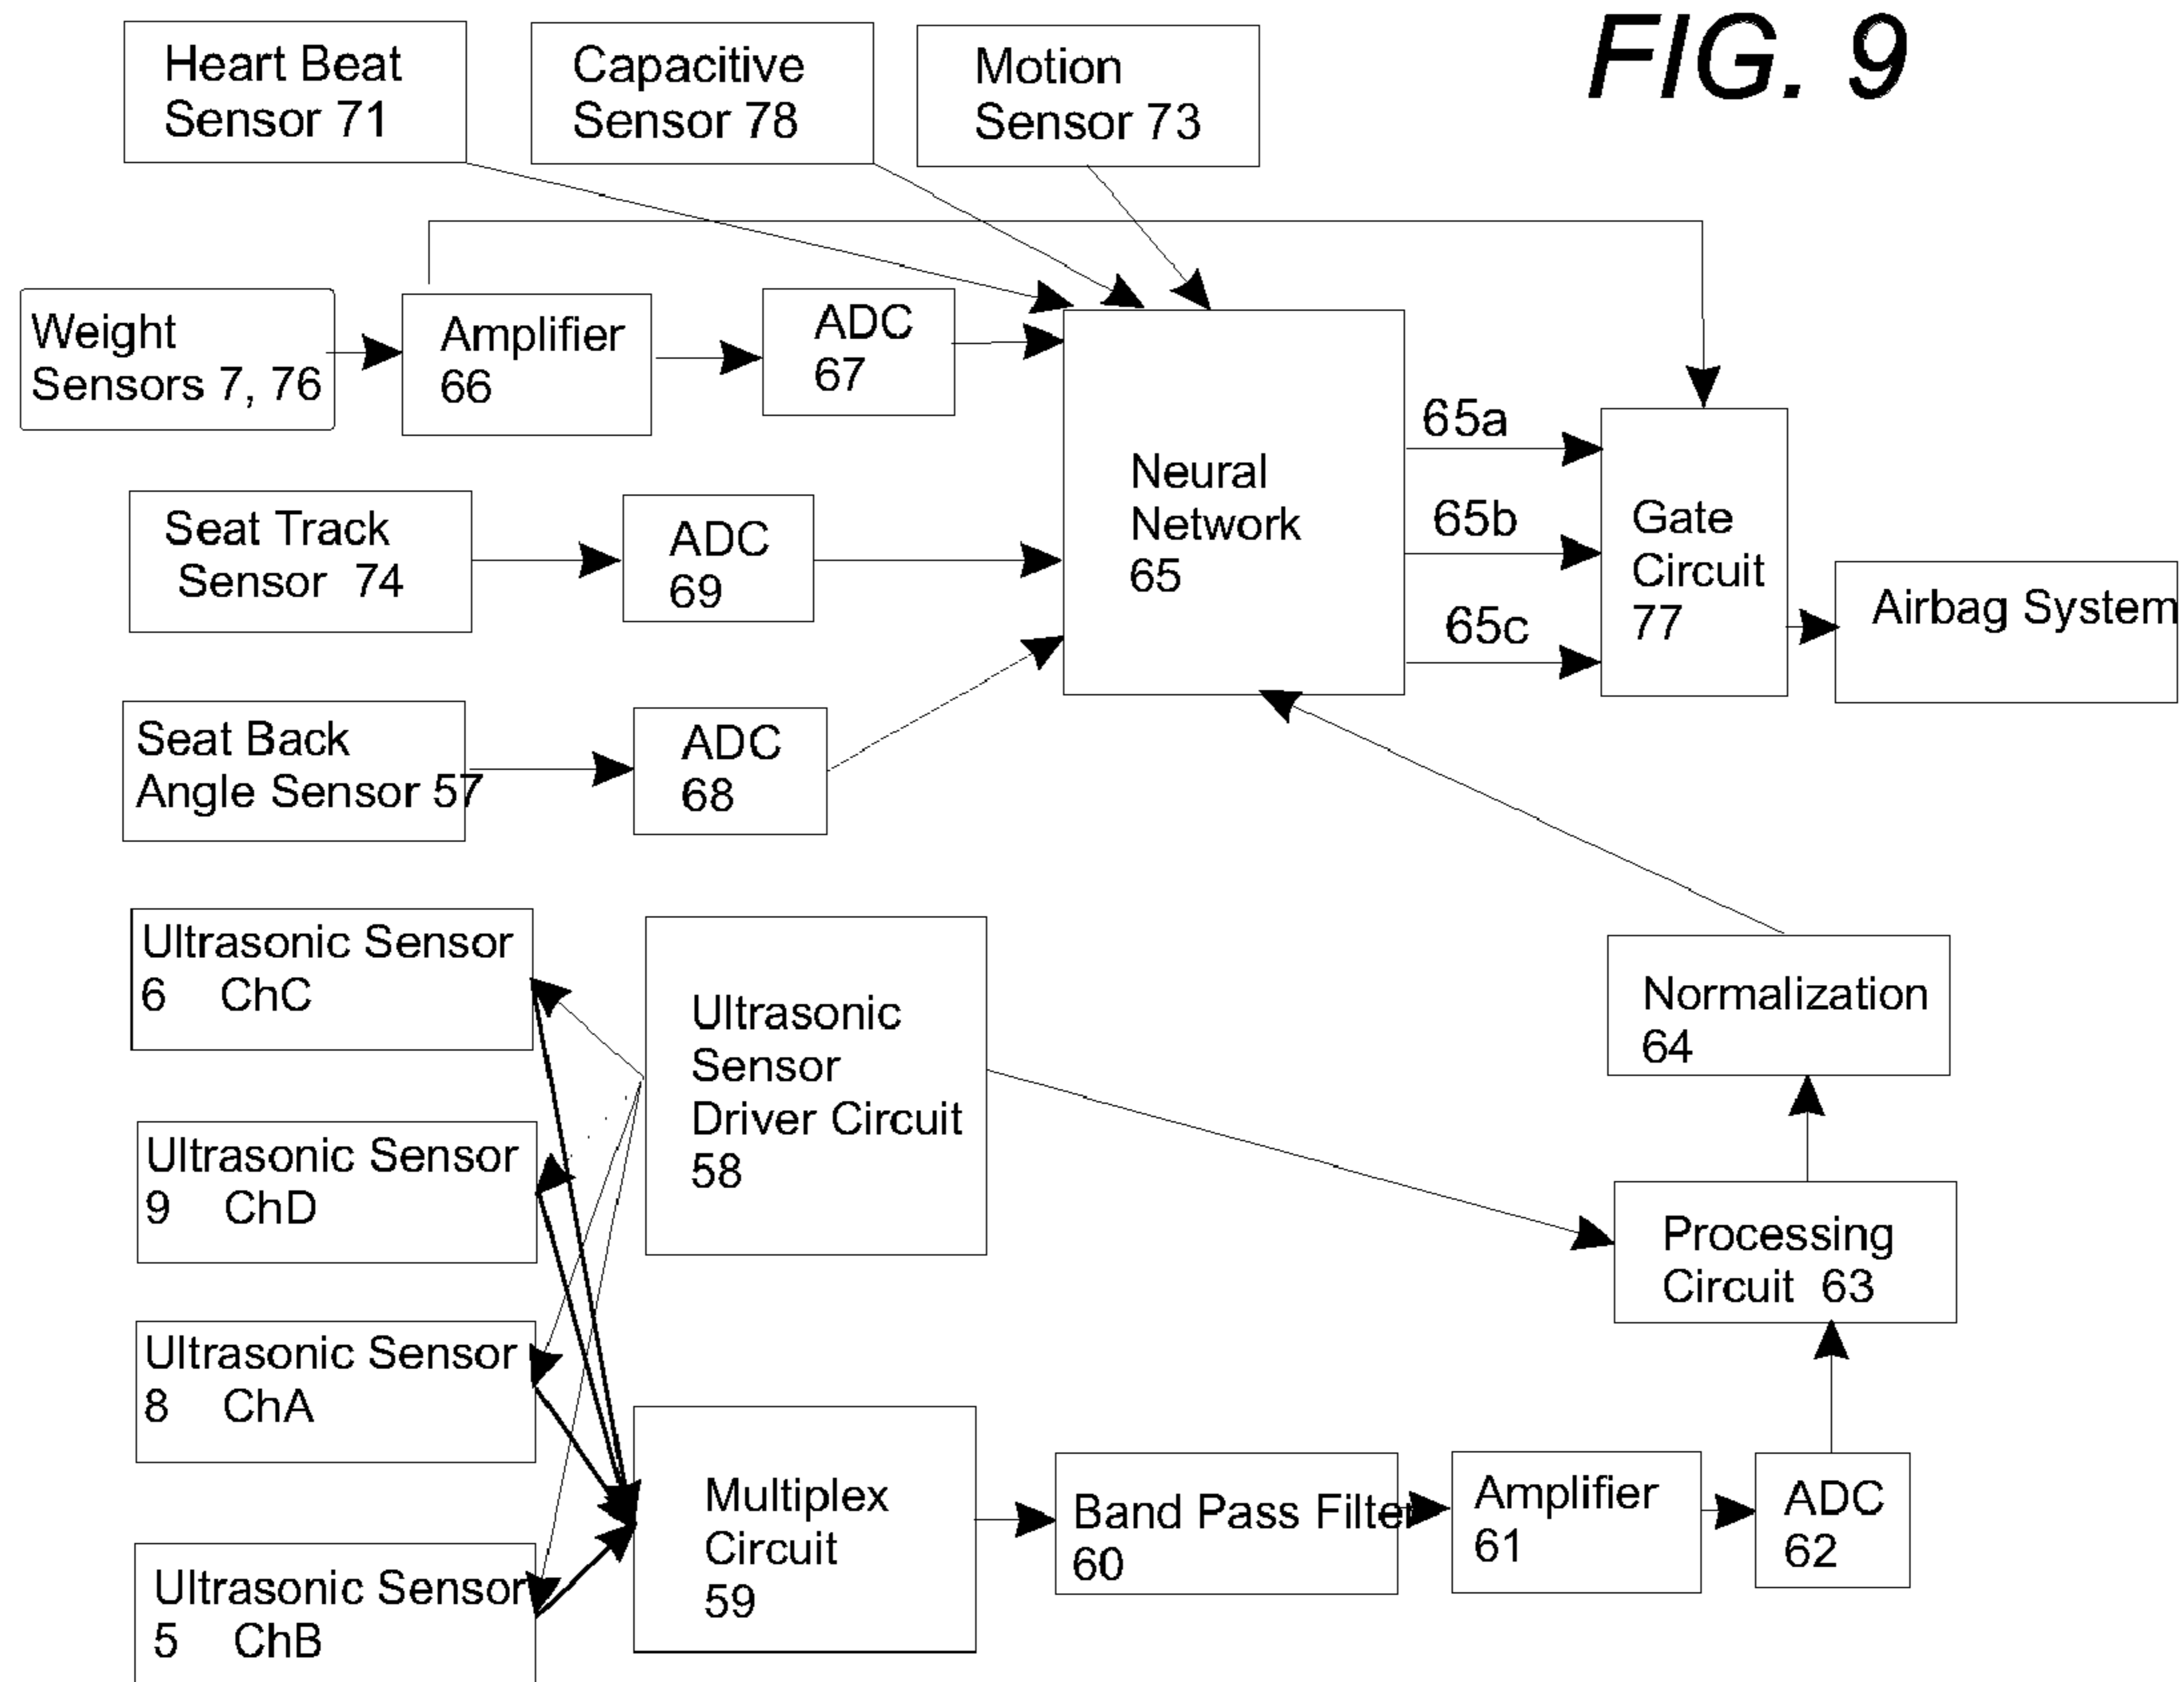 FIG. 9
Heart Beat
Sensor 71
Capacitive
Sensor 78
Motion
Sensor 73
Weight
Sensors 7, 76
Amplifier
66
ADC
67
Neural
Network
65
65a
65b
65c
Gate
Circuit
77
Airbag System
Seat Track
Sensor 74
ADC
69
Seat Back
Angle Sensor 57
ADC
68
Ultrasonic Sensor
6 ChC
Ultrasonic Sensor
9 ChD
Ultrasonic Sensor
8 ChA
Ultrasonic Sensor
5 ChB
Ultrasonic
Sensor
Driver Circuit
58
Normalization
64
Processing
Circuit 63
Multiplex
Circuit
59
Band Pass Filter
60
Amplifier
61
ADC
62